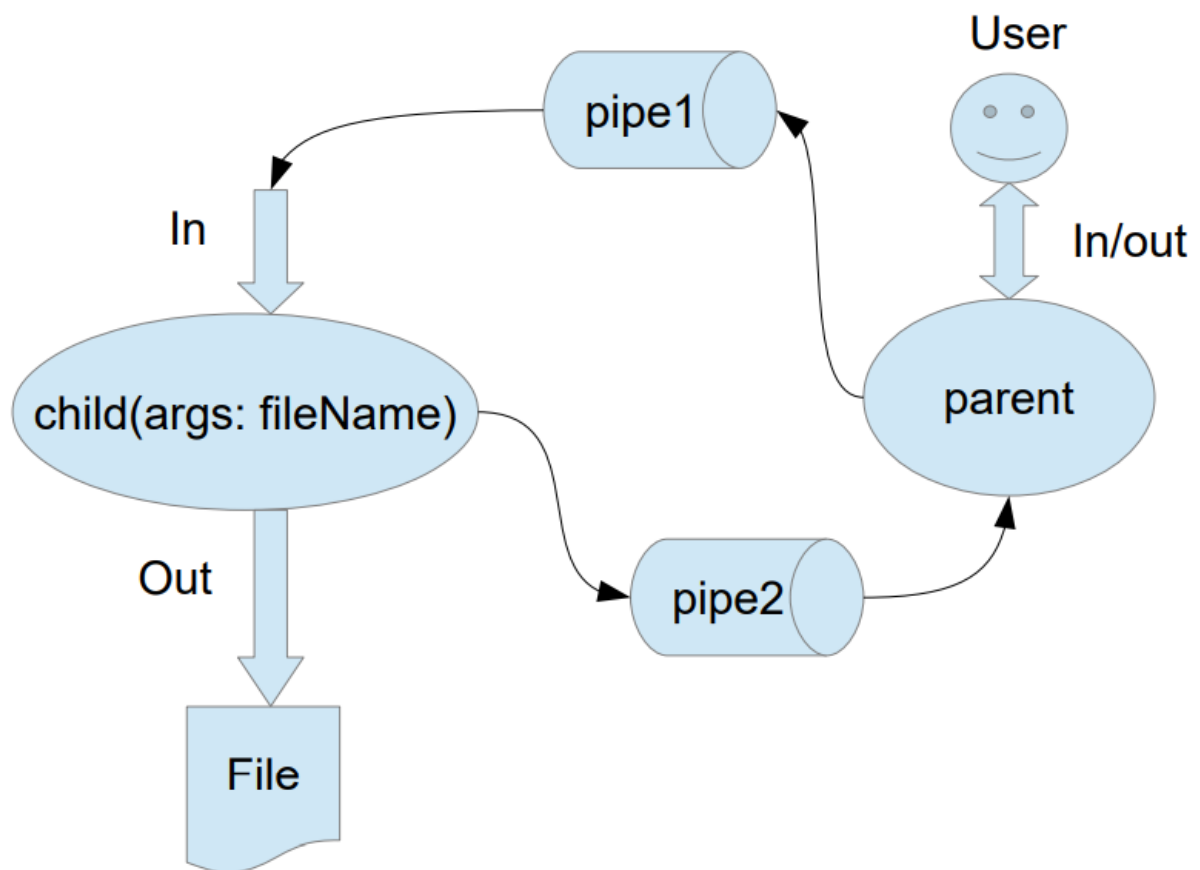 User
pipe1
In
In/out
child(args: fileName)
parent
Out
pipe2
File